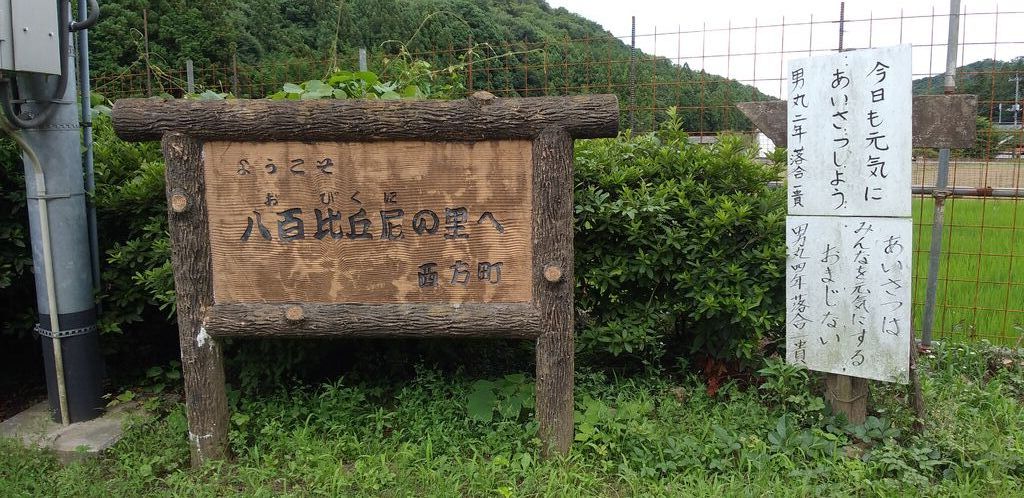 ようこそ
おびくに
八百比丘尼の里へ
西方町
今日も元気に
あいさつしよう
男丸二年落合一貴
あいさつは
みんなを元気にする
おまじない
男丸四年落合一貴